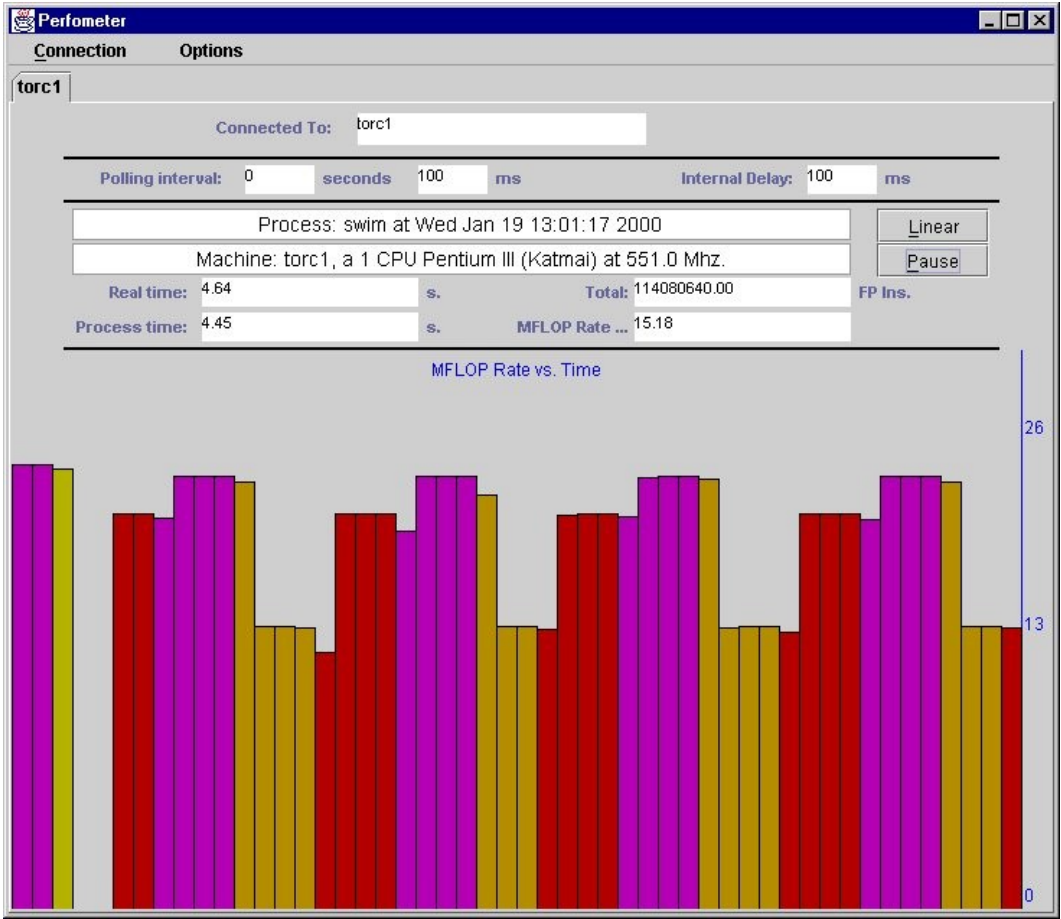 Perfometer
Connection Options
torc1
Connected To: torc1
Polling interval: 0 seconds 100 ms Internal Delay: 100 ms
Process: swim at Wed Jan 19 13:01:17 2000 Linear
Machine: torc1, a 1 CPU Pentium III (Katmai) at 551.0 Mhz. Pause
Real time: 4.64 s. Total: 114080640.00 FP Ins.
Process time: 4.45 s. MFLOP Rate ... 15.18
MFLOP Rate vs. Time
26
13
0